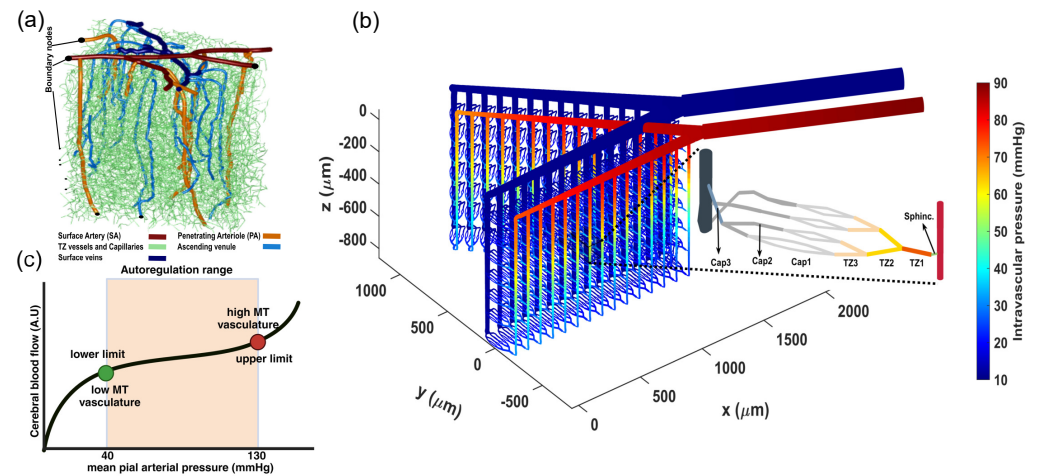 (a)
Boundary nodes
Surface Artery (SA)
Penetrating Arteriole (PA)
TZ vessels and Capillaries
Ascending venule
Surface veins
(b)
0
-200
-400
-600
-800
z (μm)
1000
500
0
-500
y (μm)
0
500
1000
1500
2000
x (μm)
Sphinc.
Cap3
Cap2
Cap1
TZ3
TZ2
TZ1
90
80
70
60
50
40
30
20
10
Intravascular pressure (mmHg)
(c)
Autoregulation range
high MT
vasculature
upper limit
lower limit
low MT
vasculature
Cerebral blood flow (A.U)
40
130
mean pial arterial pressure (mmHg)